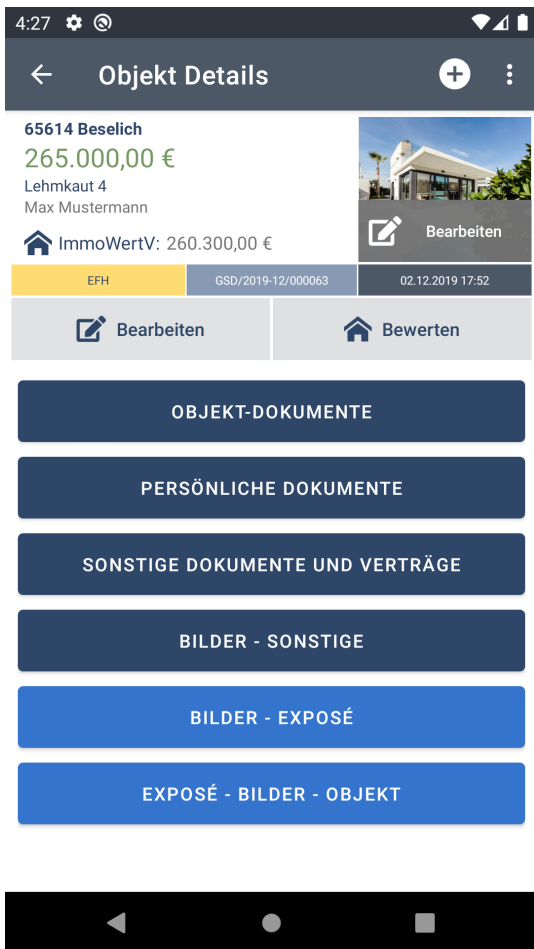 4:27
Objekt Details
65614 Beselich
265.000,00 €
Lehmkaut 4
Max Mustermann
ImmoWertV: 260.300,00 €
Bearbeiten
EFH
GSD/2019-12/000063
02.12.2019 17:52
Bearbeiten
Bewerten
OBJEKT-DOKUMENTE
PERSÖNLICHE DOKUMENTE
SONSTIGE DOKUMENTE UND VERTRÄGE
BILDER - SONSTIGE
BILDER - EXPOSÉ
EXPOSÉ - BILDER - OBJEKT